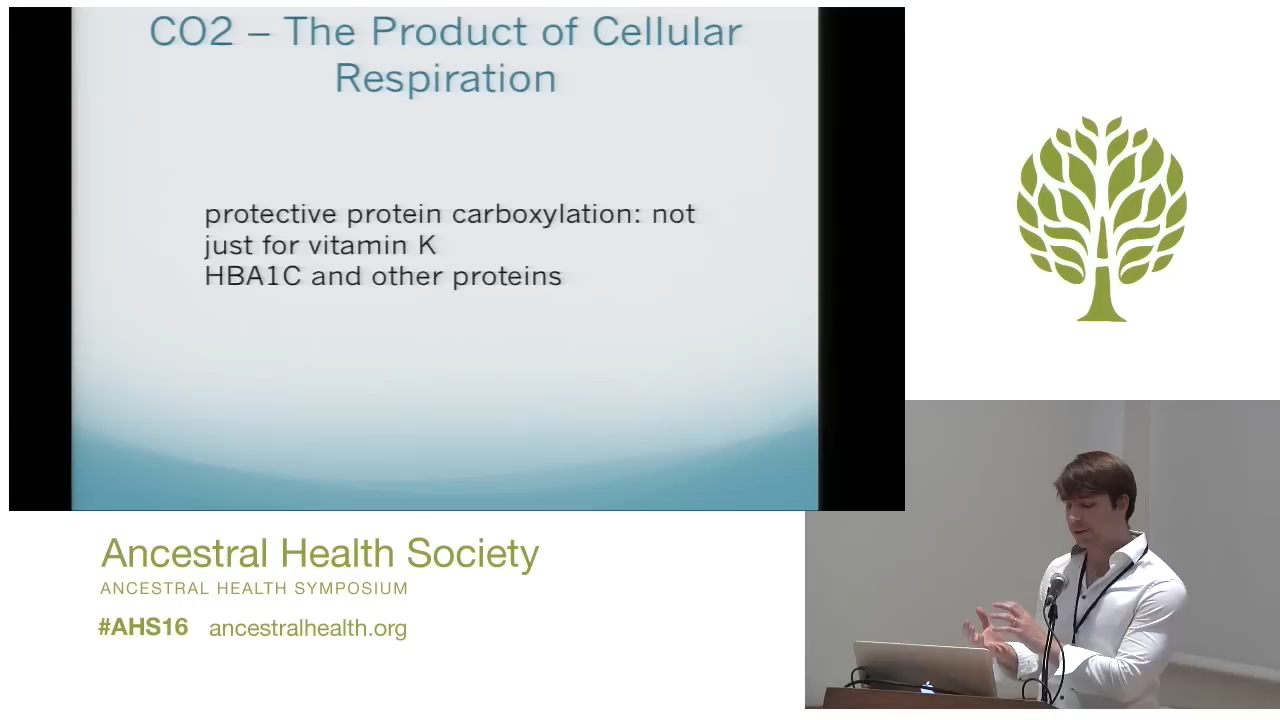 CO2 – The Product of Cellular
Respiration
protective protein carboxylation: not
just for vitamin K
HBA1C and other proteins
Ancestral Health Society
ANCESTRAL HEALTH SYMPOSIUM
#AHS16 ancestralhealth.org